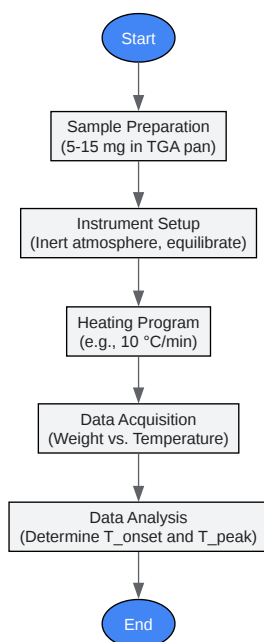 Start
Sample Preparation
(5-15 mg in TGA pan)
Instrument Setup
(Inert atmosphere, equilibrate)
Heating Program
(e.g., 10 °C/min)
Data Acquisition
(Weight vs. Temperature)
Data Analysis
(Determine T_onset and T_peak)
End